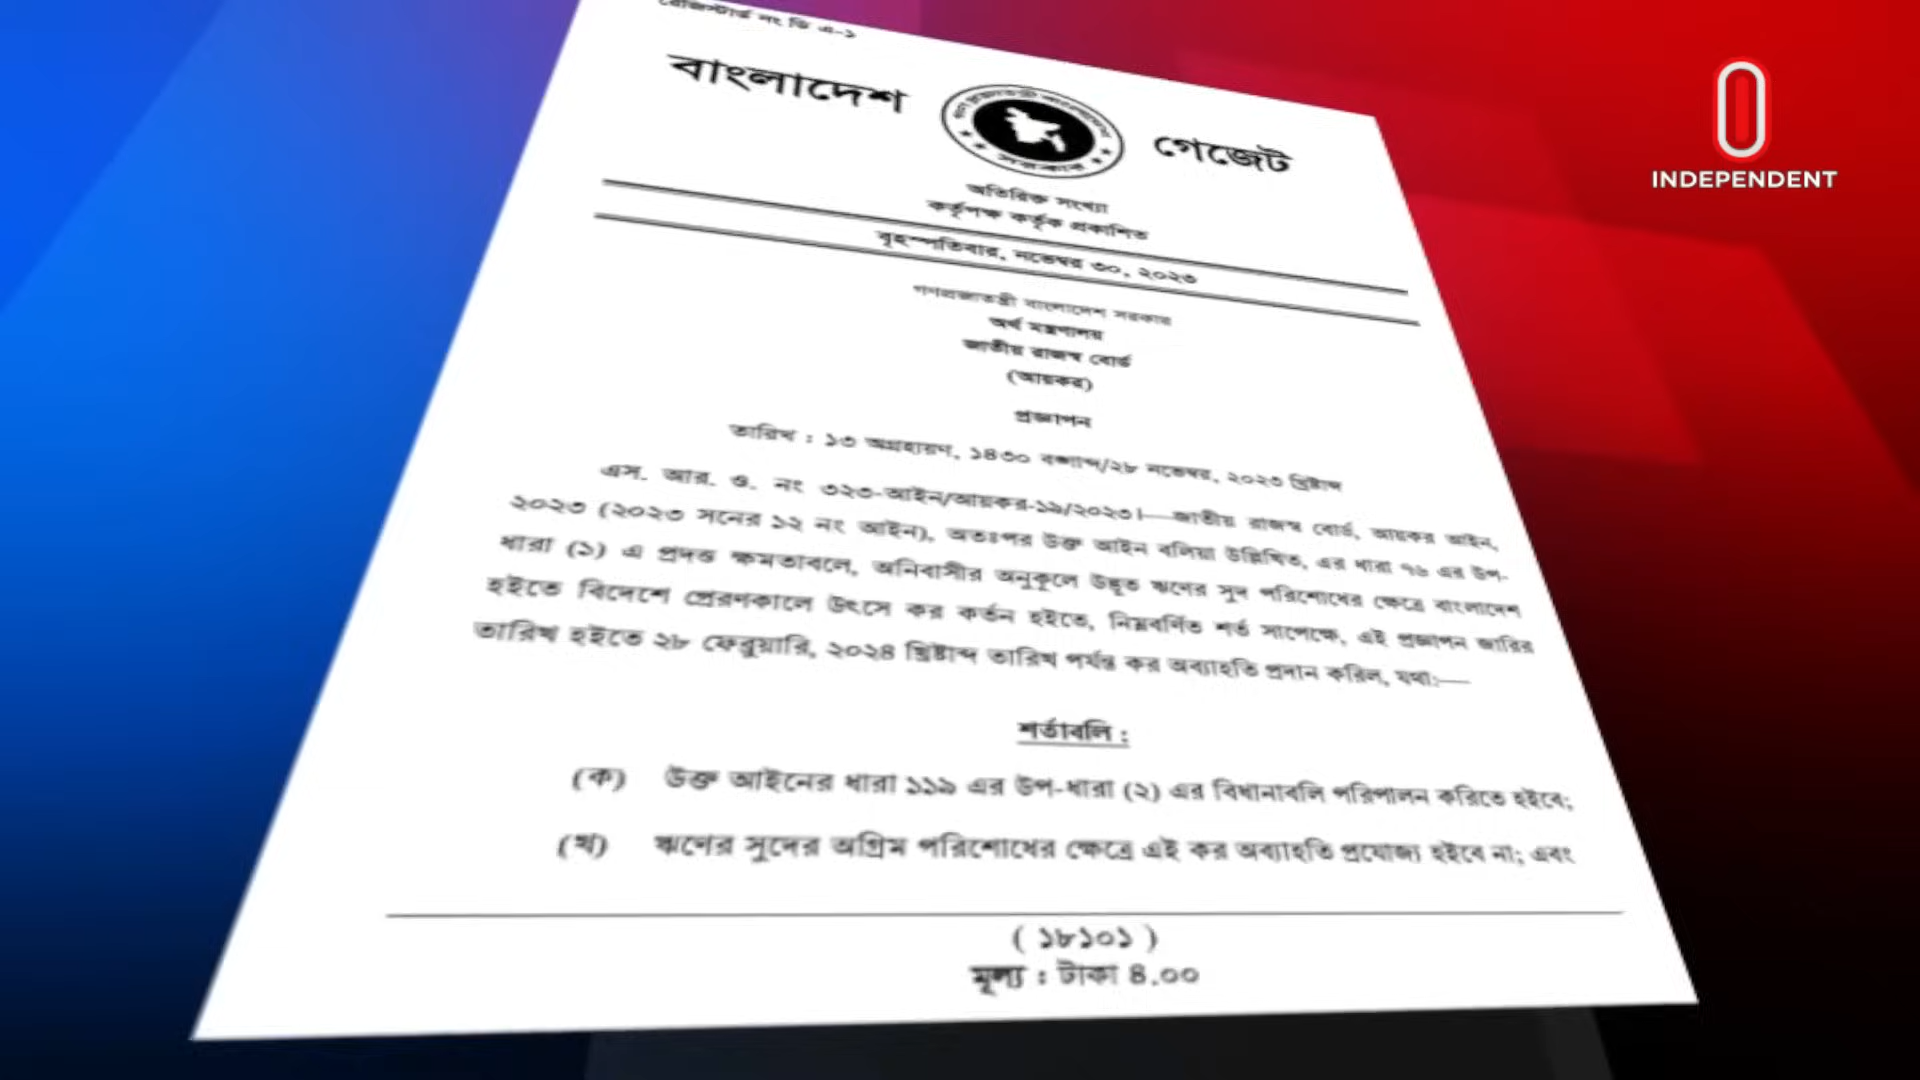 রেজিস্টার্ড নং ডি এ-১
বাংলাদেশ গেজেট
গণপ্রজাতন্ত্রী বাংলাদেশ সরকার
অতিরিক্ত সংখ্যা
কর্তৃপক্ষ কর্তৃক প্রকাশিত
বৃহস্পতিবার, নভেম্বর ৩০, ২০২৩
গণপ্রজাতন্ত্রী বাংলাদেশ সরকার
অর্থ মন্ত্রণালয়
জাতীয় রাজস্ব বোর্ড
(আয়কর)
প্রজ্ঞাপন
তারিখ : ১৩ অগ্রহায়ণ, ১৪৩০ বঙ্গাব্দ/২৮ নভেম্বর, ২০২৩ খ্রিষ্টাব্দ
এস. আর. ও. নং ৩২৩-আইন/আয়কর-১৯/২০২৩।—জাতীয় রাজস্ব বোর্ড, আয়কর আইন,
২০২৩ (২০২৩ সনের ১২ নং আইন), অতঃপর উক্ত আইন বলিয়া উল্লিখিত, এর ধারা ৭৬ এর উপ-
ধারা (১) এ প্রদত্ত ক্ষমতাবলে, অনিবাসীর অনুকূলে উদ্ভূত ঋণের সুদ পরিশোধের ক্ষেত্রে বাংলাদেশ
হইতে বিদেশে প্রেরণকালে উৎসে কর কর্তন হইতে, নিম্নবর্ণিত শর্ত সাপেক্ষে, এই প্রজ্ঞাপন জারির
তারিখ হইতে ২৮ ফেব্রুয়ারি, ২০২৪ খ্রিষ্টাব্দ তারিখ পর্যন্ত কর অব্যাহতি প্রদান করিল, যথা:—
শর্তাবলি :
(ক) উক্ত আইনের ধারা ১১৯ এর উপ-ধারা (২) এর বিধানাবলি পরিপালন করিতে হইবে;
(খ) ঋণের সুদের অগ্রিম পরিশোধের ক্ষেত্রে এই কর অব্যাহতি প্রযোজ্য হইবে না; এবং
( ১৮১০১ )
মূল্য : টাকা ৪.০০
INDEPENDENT